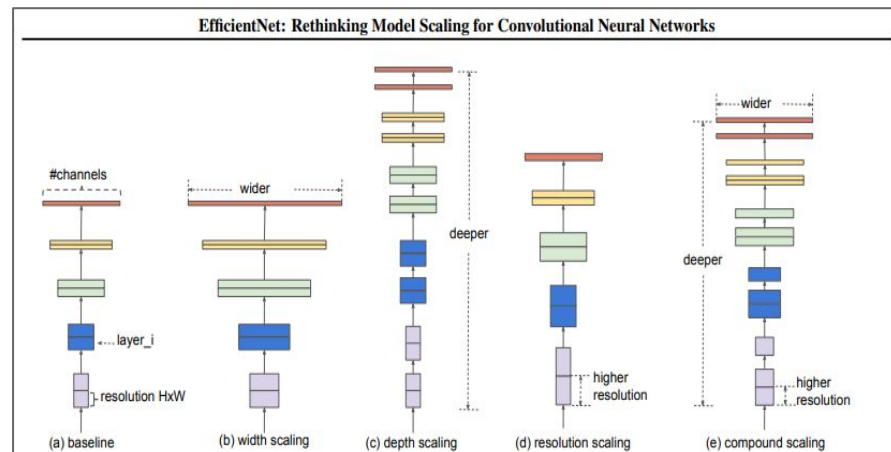 EfficientNet: Rethinking Model Scaling for Convolutional Neural Networks
#channels
layer_i
resolution HxW
(a) baseline
wider
(b) width scaling
deeper
(c) depth scaling
higher
resolution
(d) resolution scaling
wider
deeper
higher
resolution
(e) compound scaling